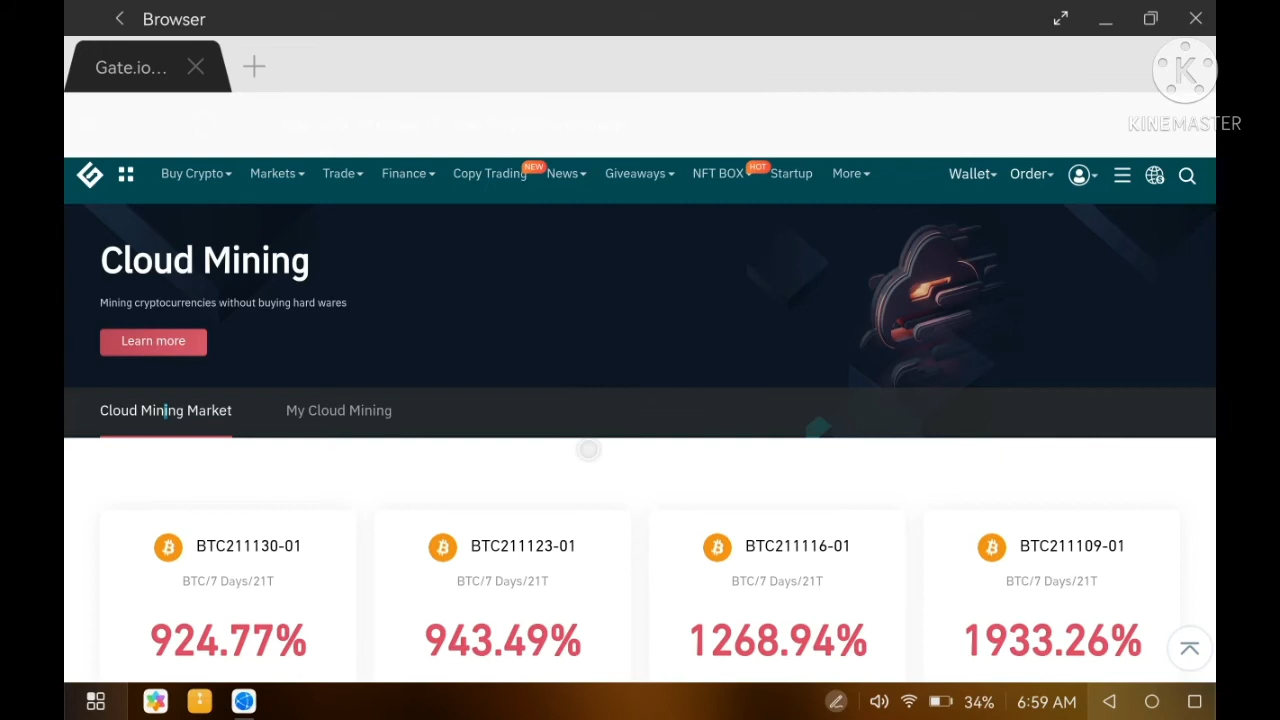 Browser
Gate.io...
KINEMASTER
Buy Crypto Markets Trade Finance Copy Trading NEW News Giveaways NFT BOX HOT Startup More Wallet Order
Cloud Mining
Mining cryptocurrencies without buying hard wares
Learn more
Cloud Mining Market My Cloud Mining
BTC211130-01 BTC211123-01 BTC211116-01 BTC211109-01
BTC/7 Days/21T BTC/7 Days/21T BTC/7 Days/21T BTC/7 Days/21T
924.77% 943.49% 1268.94% 1933.26%
34% 6:59 AM